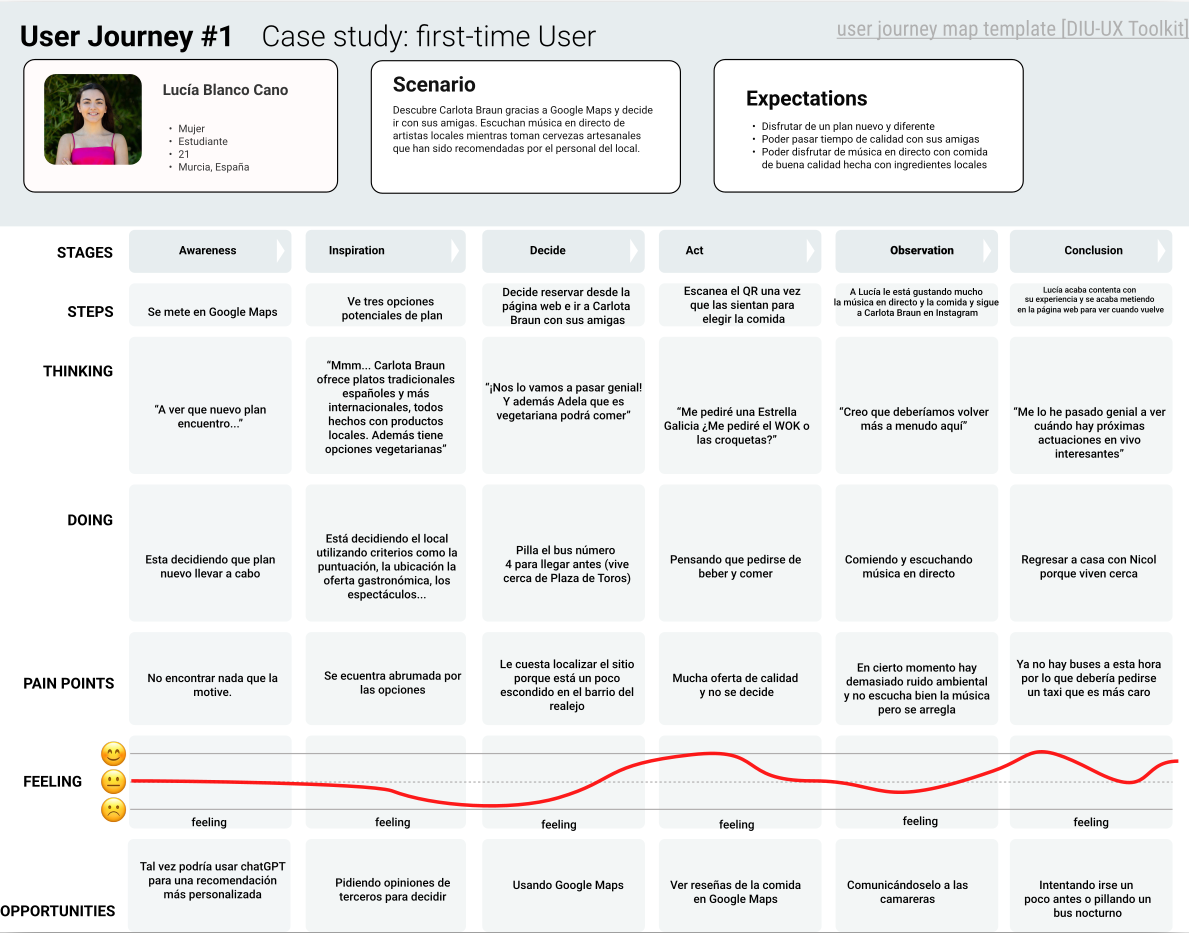 User Journey #1 Case study: first-time User
user journey map template [DIU-UX Toolkit]
Lucía Blanco Cano
• Mujer
• Estudiante
• 21
• Murcia, España
Scenario
Descubre Carlota Braun gracias a Google Maps y decide
ir con sus amigas. Escuchan música en directo de
artistas locales mientras toman cervezas artesanales
que han sido recomendadas por el personal del local.
Expectations
• Disfrutar de un plan nuevo y diferente
• Poder pasar tiempo de calidad con sus amigas
• Poder disfrutar de música en directo con comida
de buena calidad hecha con ingredientes locales
STAGES
Awareness
Inspiration
Decide
Act
Observation
Conclusion
STEPS
Se mete en Google Maps
Ve tres opciones
potenciales de plan
Decide reservar desde la
página web e ir a Carlota
Braun con sus amigas
Escanea el QR una vez
que las sientan para
elegir la comida
A Lucía le está gustando mucho
la música en directo y la comida y sigue
a Carlota Braun en Instagram
Lucía acaba contenta con
su experiencia y se acaba metiendo
en la página web para ver cuando vuelve
THINKING
“A ver que nuevo plan
encuentro...”
“Mmm... Carlota Braun
ofrece platos tradicionales
españoles y más
internacionales, todos
hechos con productos
locales. Además tiene
opciones vegetarianas”
“¡Nos lo vamos a pasar genial!
Y además Adela que es
vegetariana podrá comer”
“Me pediré una Estrella
Galicia ¿Me pediré el WOK o
las croquetas?”
“Creo que deberíamos volver
más a menudo aquí”
“Me lo he pasado genial a ver
cuándo hay próximas
actuaciones en vivo
interesantes”
DOING
Esta decidiendo que plan
nuevo llevar a cabo
Está decidiendo el local
utilizando criterios como la
puntuación, la ubicación la
oferta gastronómica, los
espectáculos...
Pilla el bus número
4 para llegar antes (vive
cerca de Plaza de Toros)
Pensando que pedirse de
beber y comer
Comiendo y escuchando
música en directo
Regresar a casa con Nicol
porque viven cerca
PAIN POINTS
No encontrar nada que la
motive.
Se ecuentra abrumada por
las opciones
Le cuesta localizar el sitio
porque está un poco
escondido en el barrio del
realejo
Mucha oferta de calidad
y no se decide
En cierto momento hay
demasiado ruido ambiental
y no escucha bien la música
pero se arregla
Ya no hay buses a esta hora
por lo que debería pedirse
un taxi que es más caro
FEELING
feeling
feeling
feeling
feeling
feeling
feeling
OPPORTUNITIES
Tal vez podría usar chatGPT
para una recomendación
más personalizada
Pidiendo opiniones de
terceros para decidir
Usando Google Maps
Ver reseñas de la comida
en Google Maps
Comunicándoselo a las
camareras
Intentando irse un
poco antes o pillando un
bus nocturno